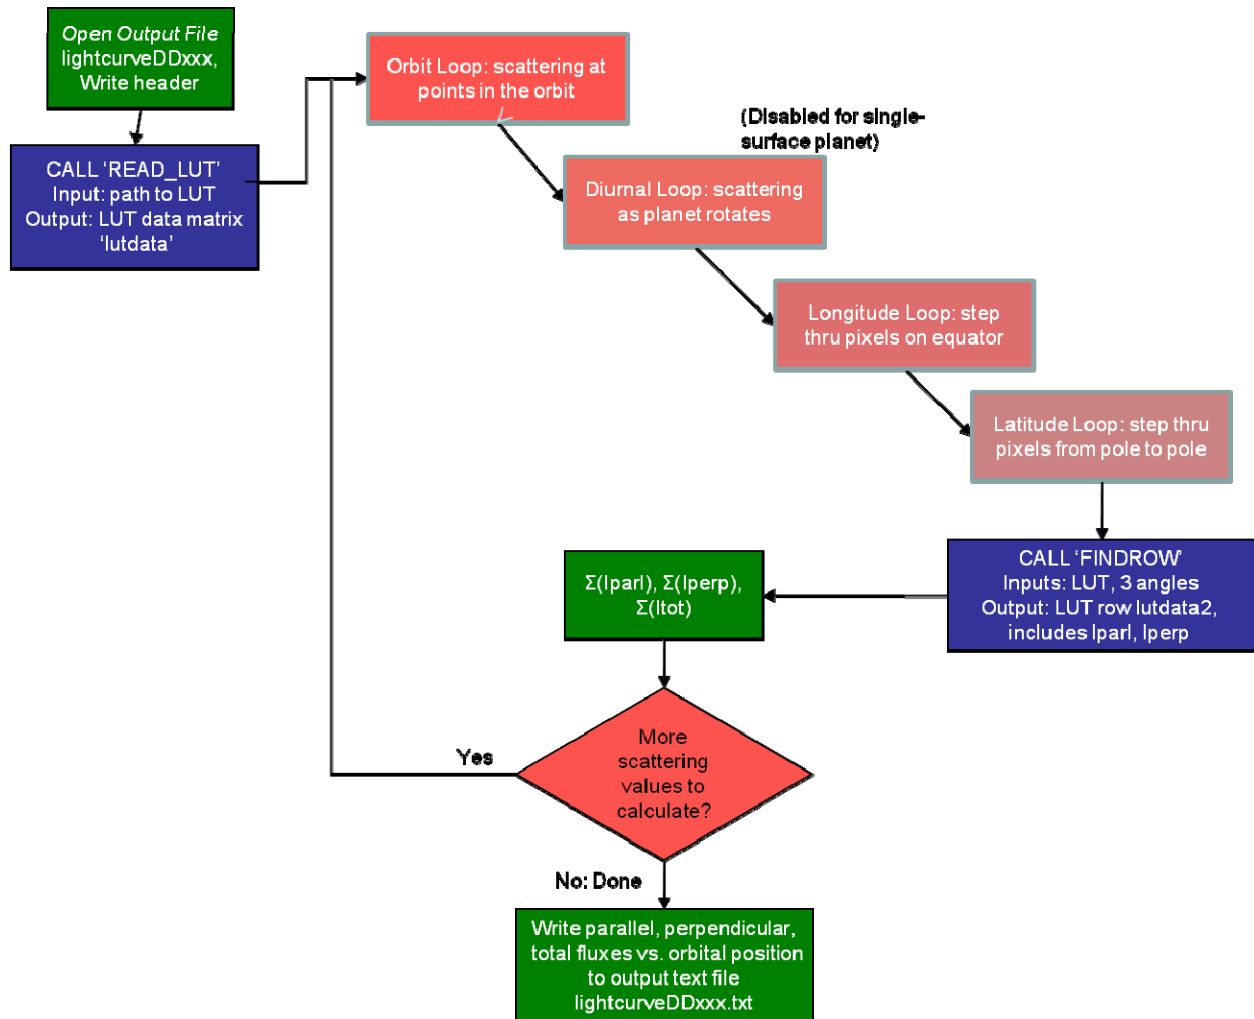 Open Output File
lightcurveDDxxx,
Write header
CALL ‘READ_LUT’
Input: path to LUT
Output: LUT data matrix
‘lutdata’
Orbit Loop: scattering at
points in the orbit
(Disabled for single-
surface planet)
Diurnal Loop: scattering
as planet rotates
Longitude Loop: step
thru pixels on equator
Latitude Loop: step thru
pixels from pole to pole
CALL ‘FINDROW’
Inputs: LUT, 3 angles
Output: LUT row lutdata2,
includes Iparl, Iperp
Σ(Iparl), Σ(Iperp),
Σ(Itot)
More
scattering
values to
calculate?
Yes
No: Done
Write parallel, perpendicular,
total fluxes vs. orbital position
to output text file
lightcurveDDxxx.txt